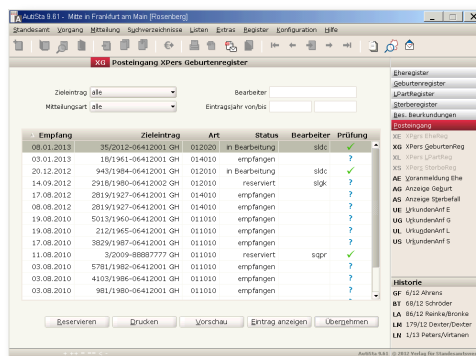 AutiSta 9.61 - Mitte in Frankfurt am Main [Rosenberg]
Standesamt Vorgang Mitteilung Suchverzeichnisse Listen Extras Register Konfiguration Hilfe
XG Posteingang XPers Geburtenregister
Zieleintrag alle Bearbeiter
Mitteilungsart alle Eintragsjahr von/bis
Empfang Zieleintrag Art Status Bearbeiter Prüfung
08.01.2013 35/2012-06412001 GH 012020 in Bearbeitung sldc ✓
03.01.2013 18/1961-06412001 GH 014010 empfangen ?
20.12.2012 943/1984-06412001 GH 012010 in Bearbeitung sldc ✓
14.09.2012 2918/1980-06412002 GH 012010 reserviert slgk ?
17.08.2012 2819/1927-06412001 GH 014010 empfangen ?
08.08.2012 2819/1927-06412001 GH 014010 empfangen ?
19.08.2010 5013/1960-06412001 GH 011010 empfangen ?
19.08.2010 212/1965-06412001 GH 011010 empfangen ?
17.08.2010 3829/1987-06412001 GH 011010 empfangen ?
11.08.2010 3/2009-88887777 GH 011010 reserviert sqpr ✓
03.08.2010 5781/1982-06412001 GH 011010 empfangen ?
03.08.2010 4103/1986-06412001 GH 011010 empfangen ?
03.08.2010 981/1980-06412001 GH 011010 empfangen ?
Reservieren Drucken Vorschau Eintrag anzeigen Übernehmen
Eheregister
Geburtenregister
LPartRegister
Sterberegister
Bes. Beurkundungen
Posteingang
XE XPers EheReg
XG XPers GeburtenReg
XL XPers LPartReg
XS XPers SterbeReg
AE Voranmeldung Ehe
AG Anzeige Geburt
AS Anzeige Sterbefall
UE UrkundenAnf E
UG UrkundenAnf G
UL UrkundenAnf L
US UrkundenAnf S
Historie
GF 6/12 Ahrens
BT 68/12 Schröder
LA 86/12 Reinke/Bronke
LM 179/12 Dexter/Dexter
LN 1/13 Peters/Virtanen
AutiSta 9.61 © 2012 Verlag für Standesamtswesen